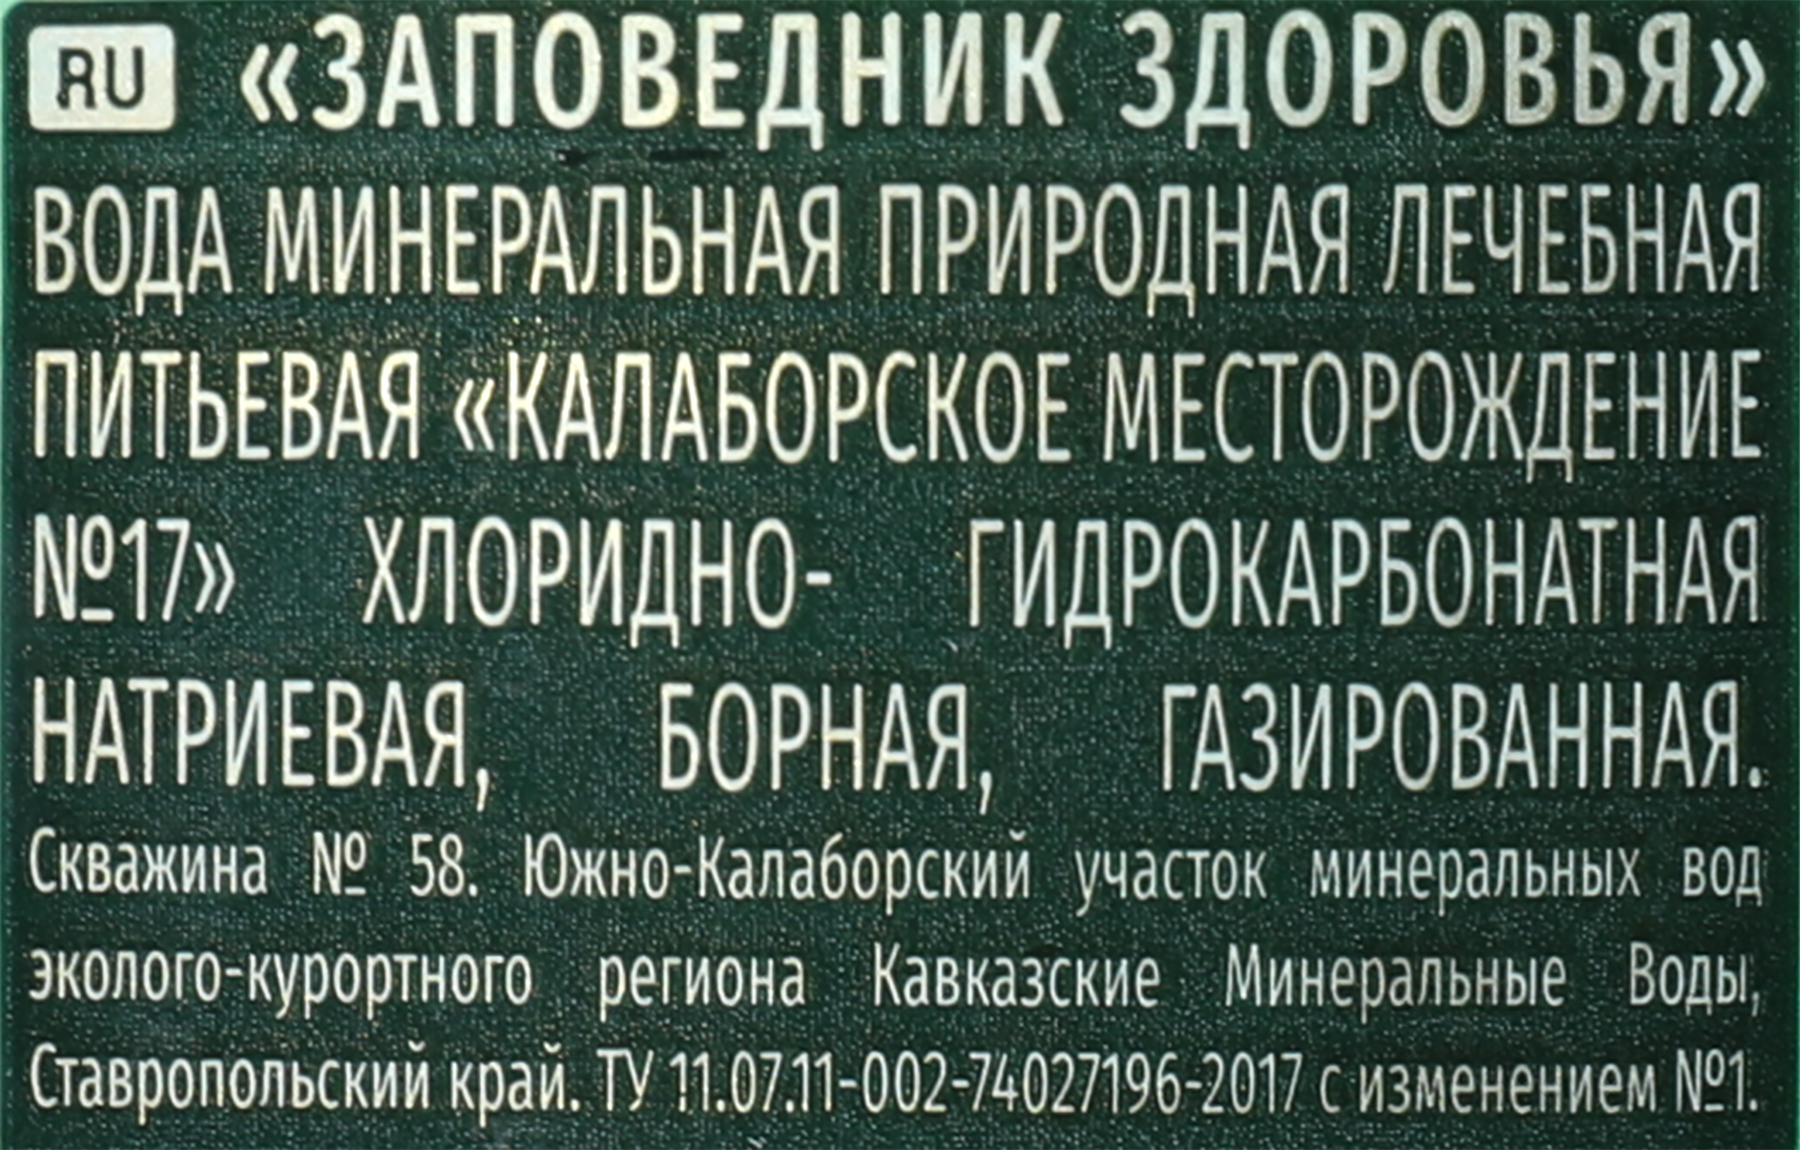 RU «ЗАПОВЕДНИК ЗДОРОВЬЯ»
ВОДА МИНЕРАЛЬНАЯ ПРИРОДНАЯ ЛЕЧЕБНАЯ
ПИТЬЕВАЯ «КАЛАБОРСКОЕ МЕСТОРОЖДЕНИЕ
№17» ХЛОРИДНО- ГИДРОКАРБОНАТНАЯ
НАТРИЕВАЯ, БОРНАЯ, ГАЗИРОВАННАЯ.
Скважина № 58. Южно-Калаборский участок минеральных вод
эколого-курортного региона Кавказские Минеральные Воды,
Ставропольский край. ТУ 11.07.11-002-74027196-2017 с изменением №1.